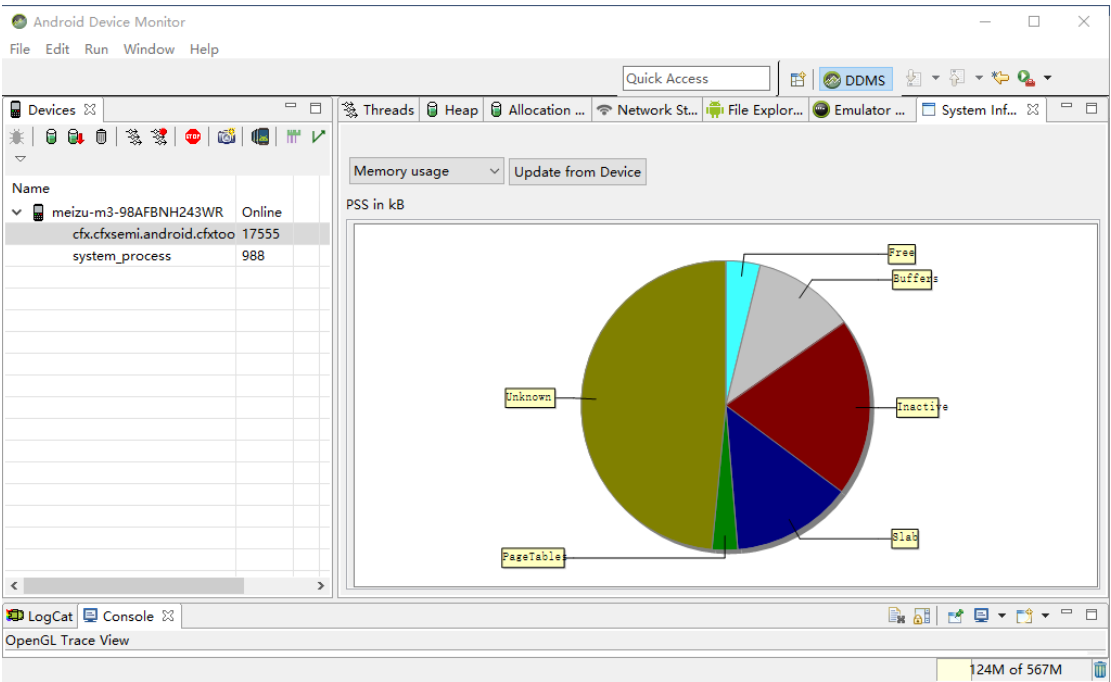 Android Device Monitor
File Edit Run Window Help
Quick Access DDMS
Devices
Threads Heap Allocation ... Network St... File Explor... Emulator ... System Inf...
Memory usage Update from Device
Name
PSS in kB
meizu-m3-98AFBNH243WR Online
cfx.cfxsemi.android.cfxtoo 17555
system_process 988
Free
Buffers
Unknown
Inactive
Slab
PageTables
LogCat Console
OpenGL Trace View
124M of 567M